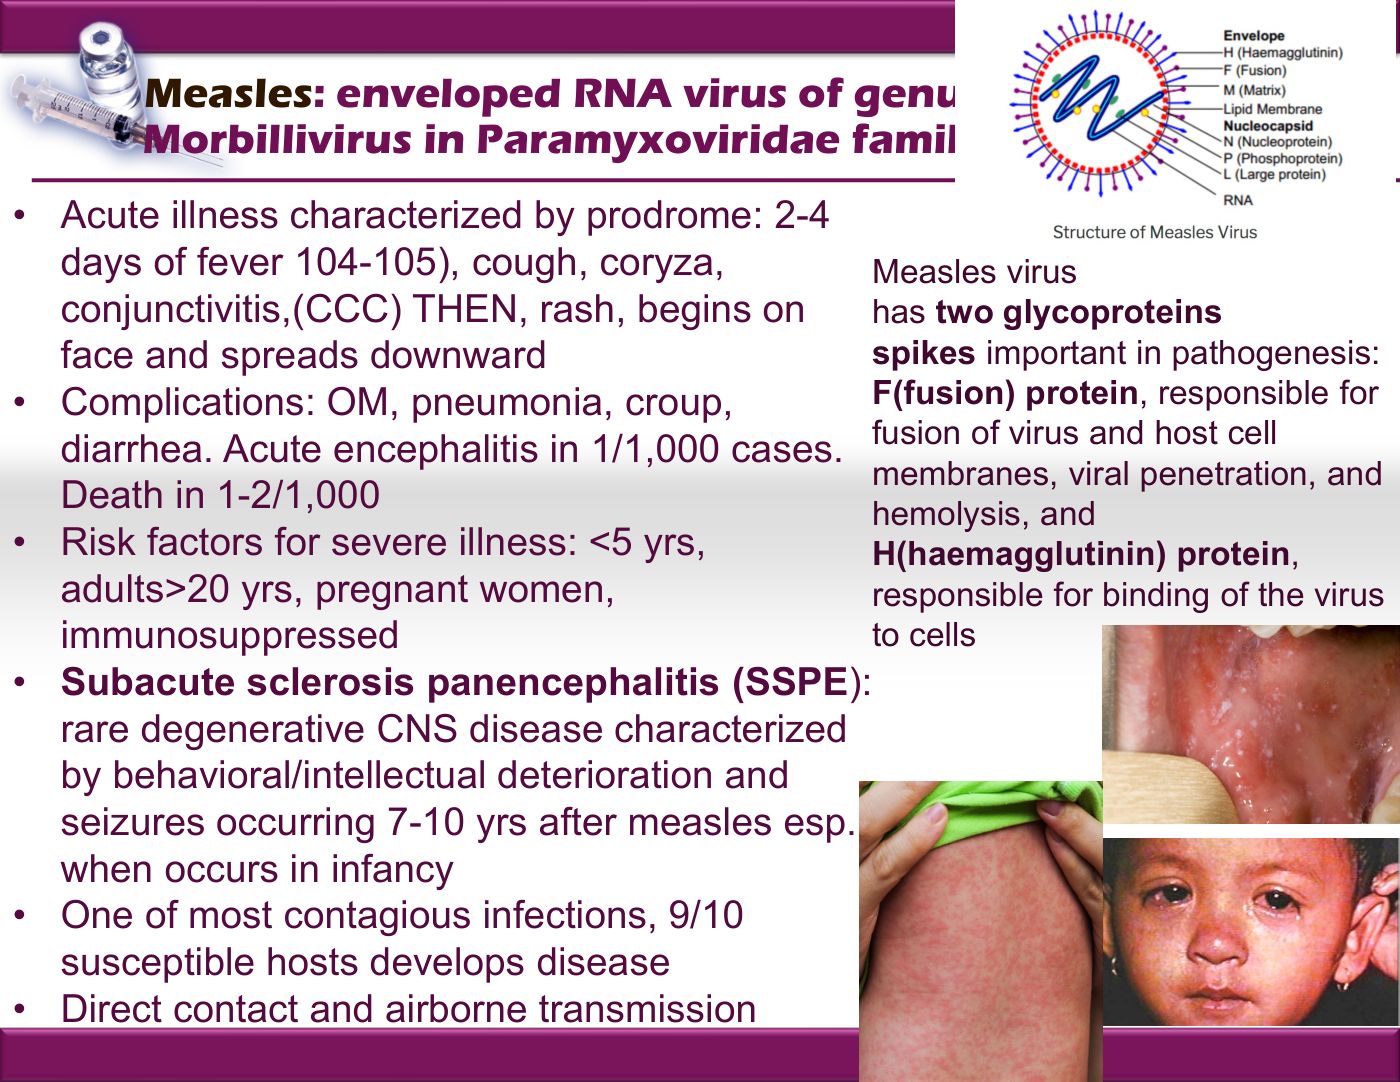 Measles: enveloped RNA virus of genu
Morbillivirus in Paramyxoviridae famil
• Acute illness characterized by prodrome: 2-4
days of fever 104-105), cough, coryza,
conjunctivitis,(CCC) THEN, rash, begins on
face and spreads downward
• Complications: OM, pneumonia, croup,
diarrhea. Acute encephalitis in 1/1,000 cases.
Death in 1-2/1,000
• Risk factors for severe illness: <5 yrs,
adults>20 yrs, pregnant women,
immunosuppressed
• Subacute sclerosis panencephalitis (SSPE):
rare degenerative CNS disease characterized
by behavioral/intellectual deterioration and
seizures occurring 7-10 yrs after measles esp.
when occurs in infancy
• One of most contagious infections, 9/10
susceptible hosts develops disease
• Direct contact and airborne transmission
Envelope
H (Haemagglutinin)
F (Fusion)
M (Matrix)
Lipid Membrane
Nucleocapsid
N (Nucleoprotein)
P (Phosphoprotein)
L (Large protein)
RNA
Structure of Measles Virus
Measles virus
has two glycoproteins
spikes important in pathogenesis:
F(fusion) protein, responsible for
fusion of virus and host cell
membranes, viral penetration, and
hemolysis, and
H(haemagglutinin) protein,
responsible for binding of the virus
to cells